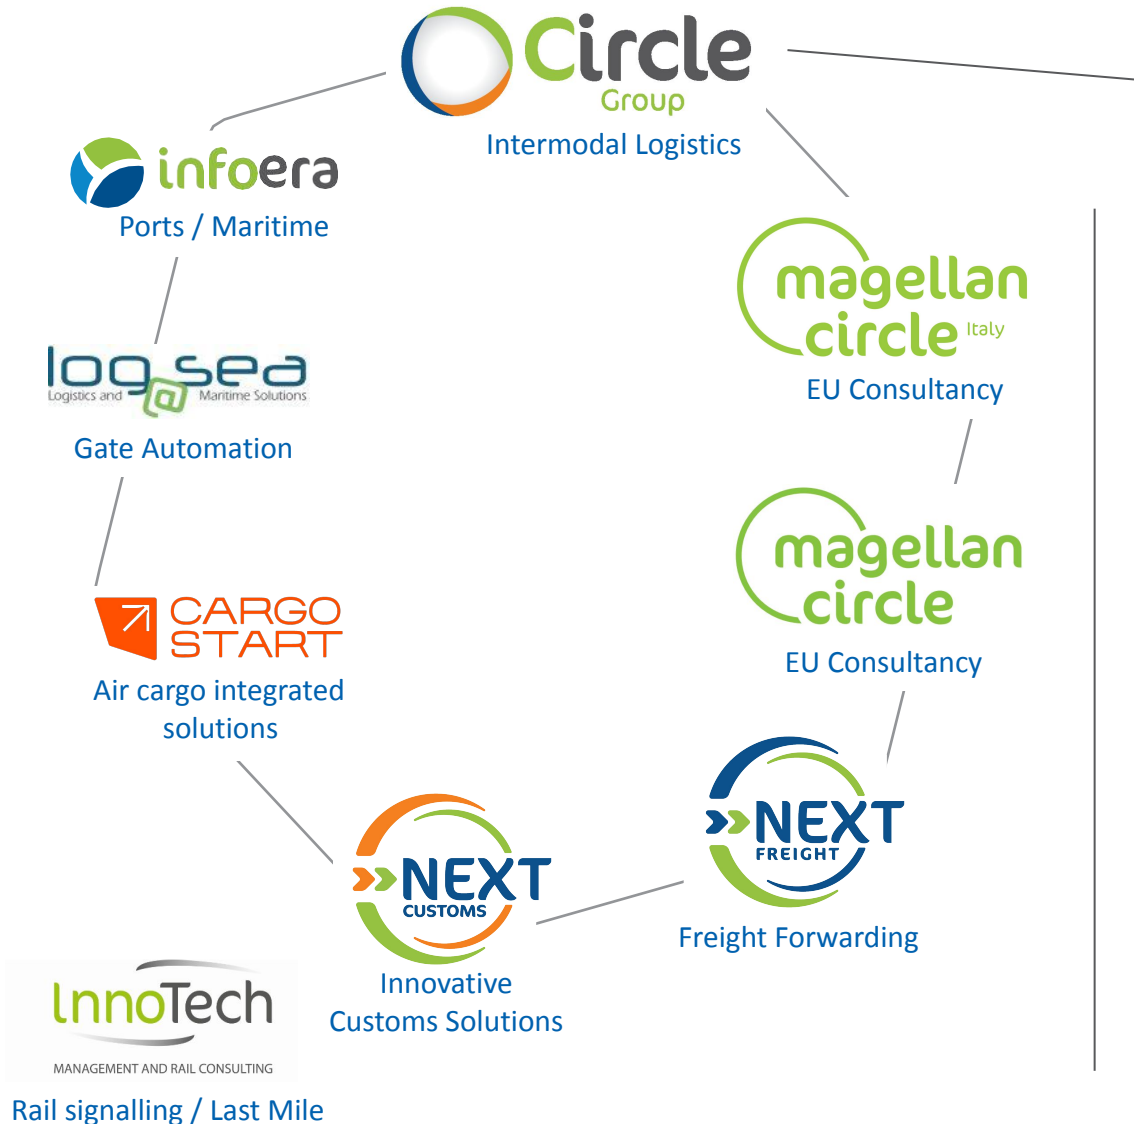 Circle
Group
Intermodal Logistics
infoera
Ports / Maritime
magellan
circle Italy
EU Consultancy
log@sea
Logistics and Maritime Solutions
Gate Automation
magellan
circle
EU Consultancy
CARGO
START
Air cargo integrated
solutions
NEXT
FREIGHT
Freight Forwarding
NEXT
CUSTOMS
Innovative
Customs Solutions
InnoTech
MANAGEMENT AND RAIL CONSULTING
Rail signalling / Last Mile